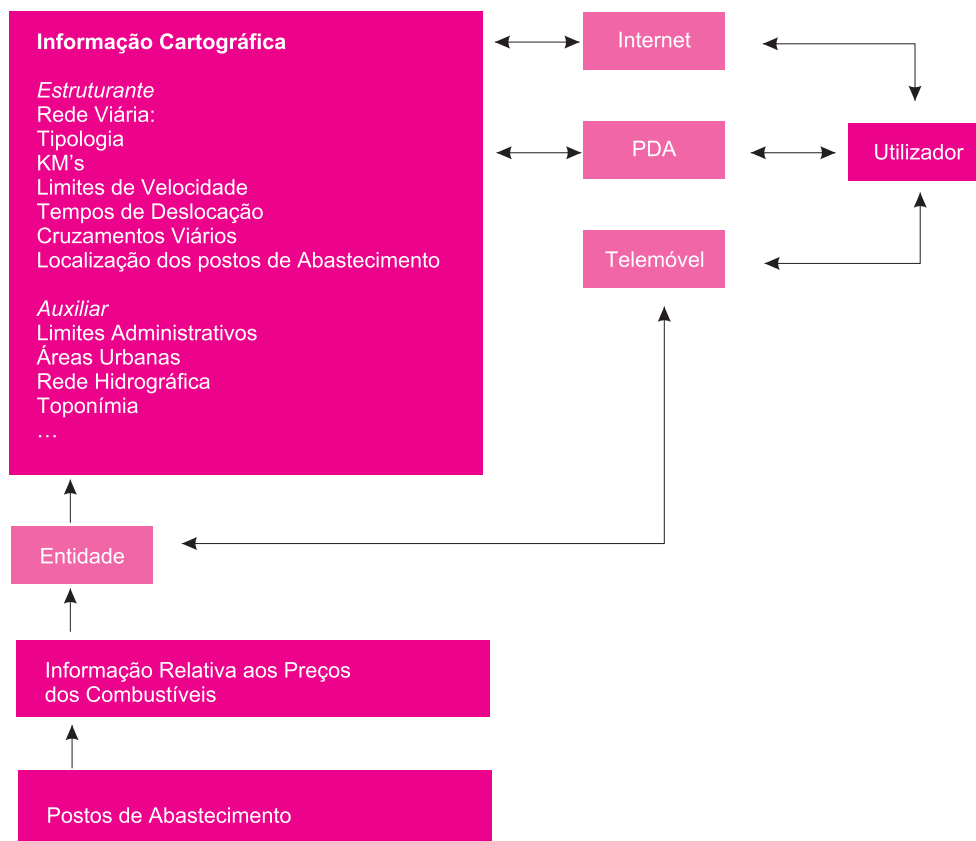 Informação Cartográfica
Estruturante
Rede Viária:
Tipologia
KM's
Limites de Velocidade
Tempos de Deslocação
Cruzamentos Viários
Localização dos postos de Abastecimento
Auxiliar
Limites Administrativos
Áreas Urbanas
Rede Hidrográfica
Toponímia
…
Internet
PDA
Telemóvel
Utilizador
Entidade
Informação Relativa aos Preços
dos Combustíveis
Postos de Abastecimento